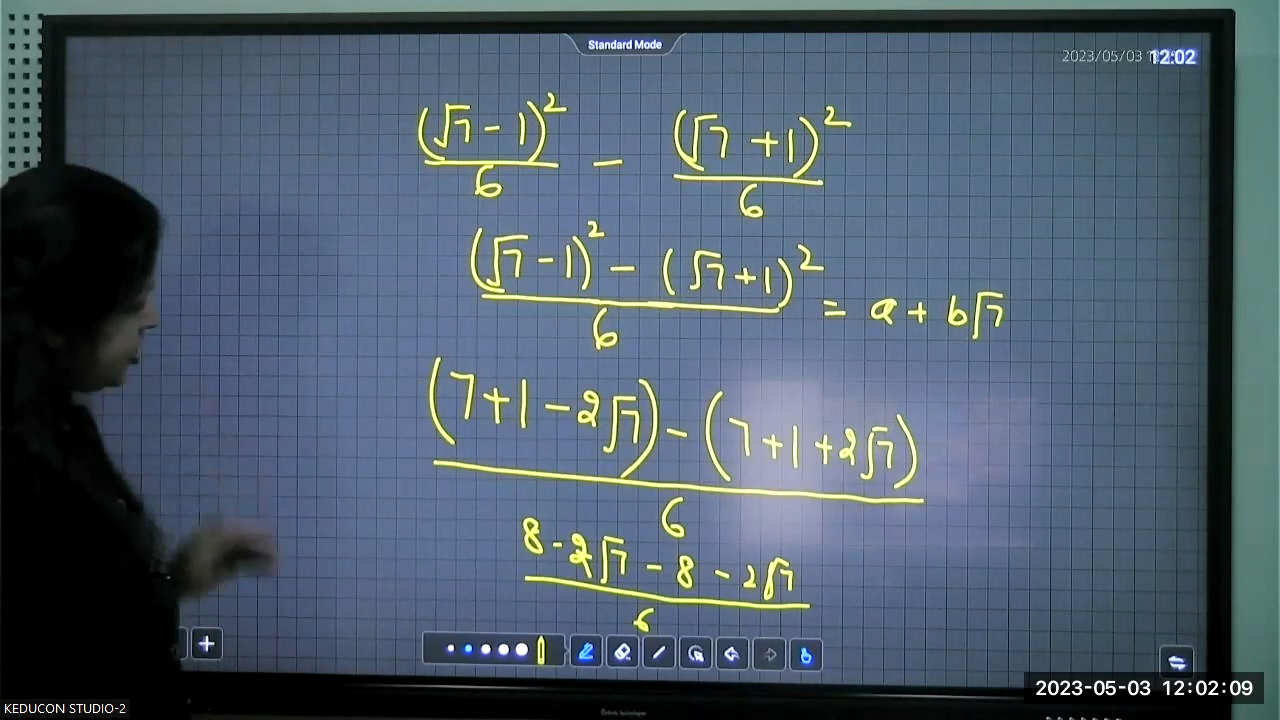 Standard Mode
2023/05/03
12:02
(√7 - 1)²/6 - (√7 + 1)²/6
((√7 - 1)² - (√7 + 1)²)/6 = a + b√7
((7+1-2√7) - (7+1+2√7))/6
(8 - 2√7 - 8 - 2√7)/6
2023-05-03 12:02:09
KEDUCON STUDIO-2